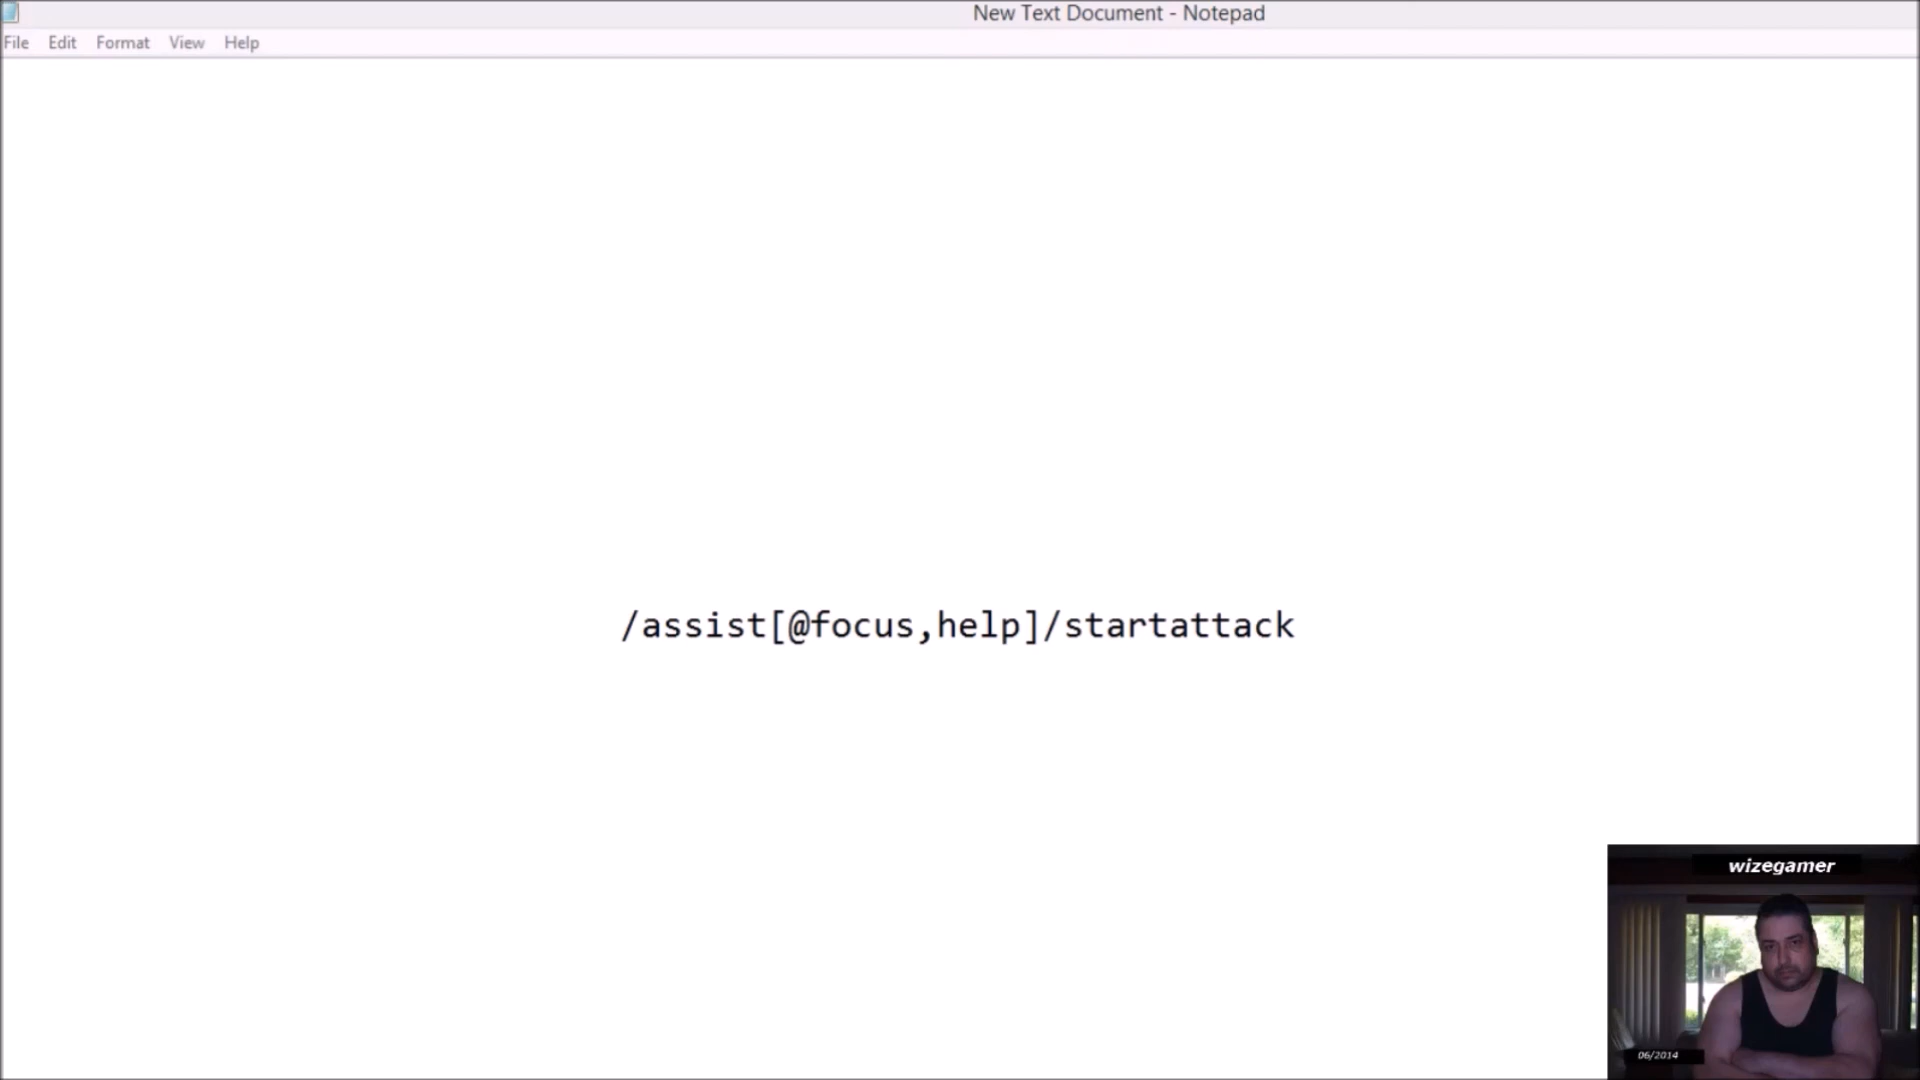 New Text Document - Notepad
File Edit Format View Help
/assist[@focus,help]/startattack
wizegamer
06/2014